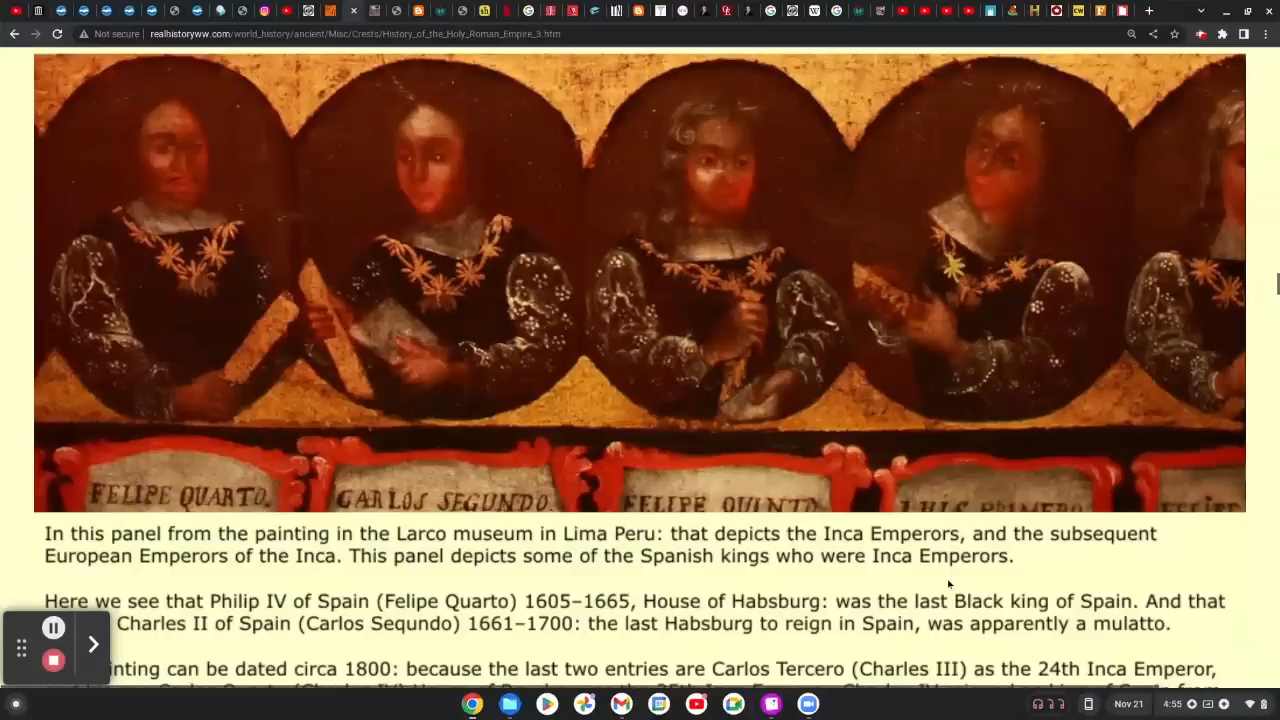 Not secure | realhistoryww.com/world_history/ancient/Misc/Crests/History_of_the_Holy_Roman_Empire_3.htm
FELIPE QUARTO. CARLOS SEGUNDO. FELIPE QUINTO LUIS PRIMERO
In this panel from the painting in the Larco museum in Lima Peru: that depicts the Inca Emperors, and the subsequent
European Emperors of the Inca. This panel depicts some of the Spanish kings who were Inca Emperors.
Here we see that Philip IV of Spain (Felipe Quarto) 1605–1665, House of Habsburg: was the last Black king of Spain. And that
Charles II of Spain (Carlos Sequndo) 1661–1700: the last Habsburg to reign in Spain, was apparently a mulatto.
ainting can be dated circa 1800: because the last two entries are Carlos Tercero (Charles III) as the 24th Inca Emperor,
Nov 21 4:55